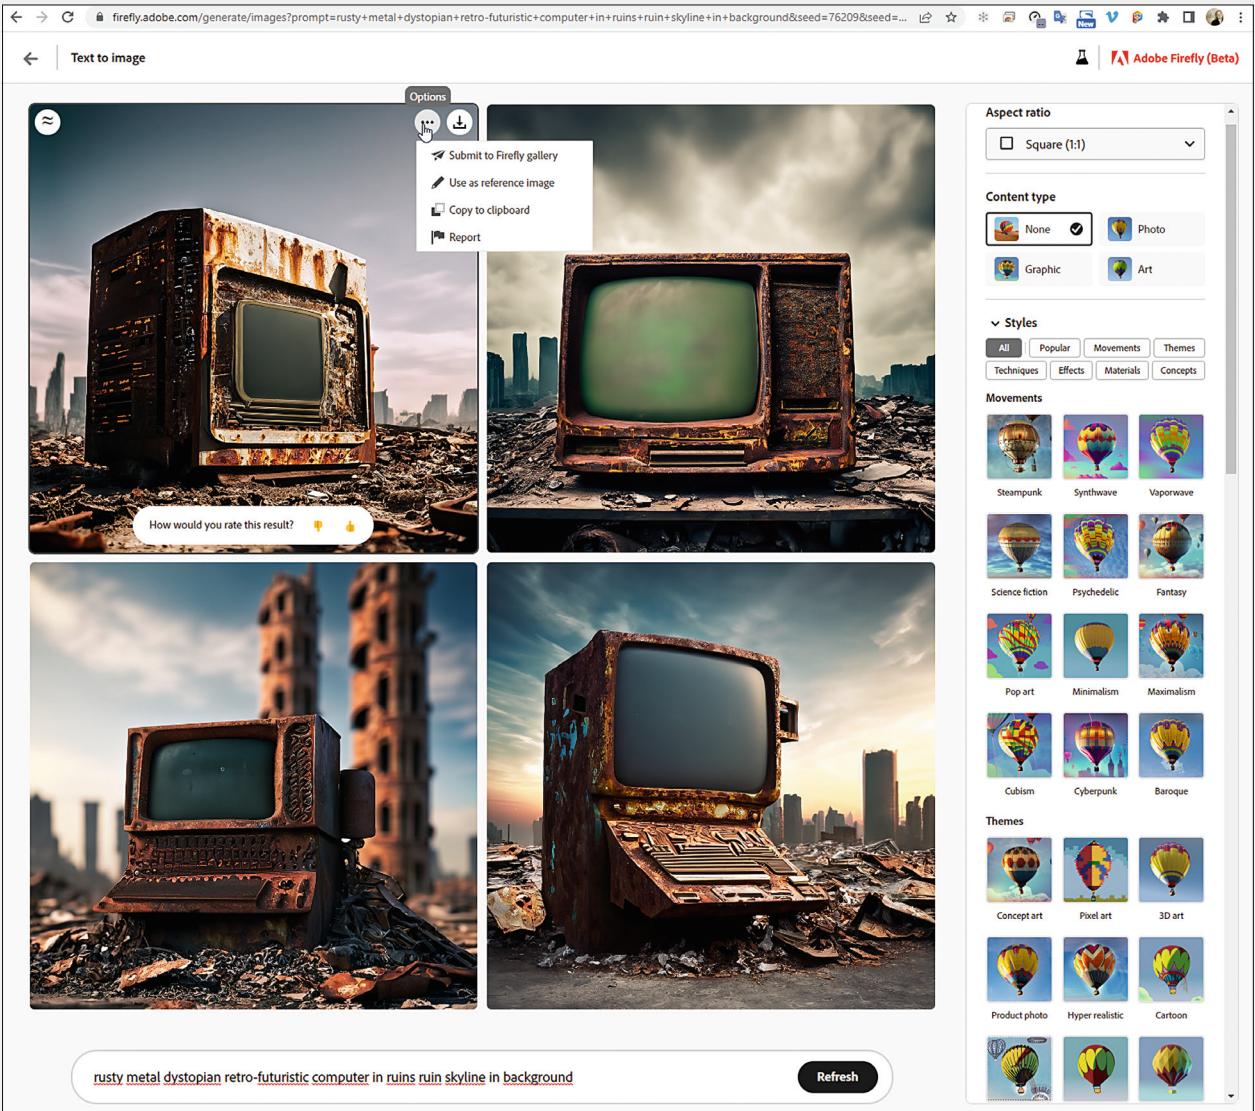 firefly.adobe.com/generate/images?prompt=rusty+metal+dystopian+retro-futuristic+computer+in+ruins+ruin+skyline+in+background&seed=76209&seed=...
New
Text to image
Adobe Firefly (Beta)
Options
Submit to Firefly gallery
Use as reference image
Copy to clipboard
Report
How would you rate this result?
Aspect ratio
Square (1:1)
Content type
None
Photo
Graphic
Art
Styles
All Popular Movements Themes
Techniques Effects Materials Concepts
Movements
Steampunk Synthwave Vaporwave
Science fiction Psychedelic Fantasy
Pop art Minimalism Maximalism
Cubism Cyberpunk Baroque
Themes
Concept art Pixel art 3D art
Product photo Hyper realistic Cartoon
rusty metal dystopian retro-futuristic computer in ruins ruin skyline in background
Refresh